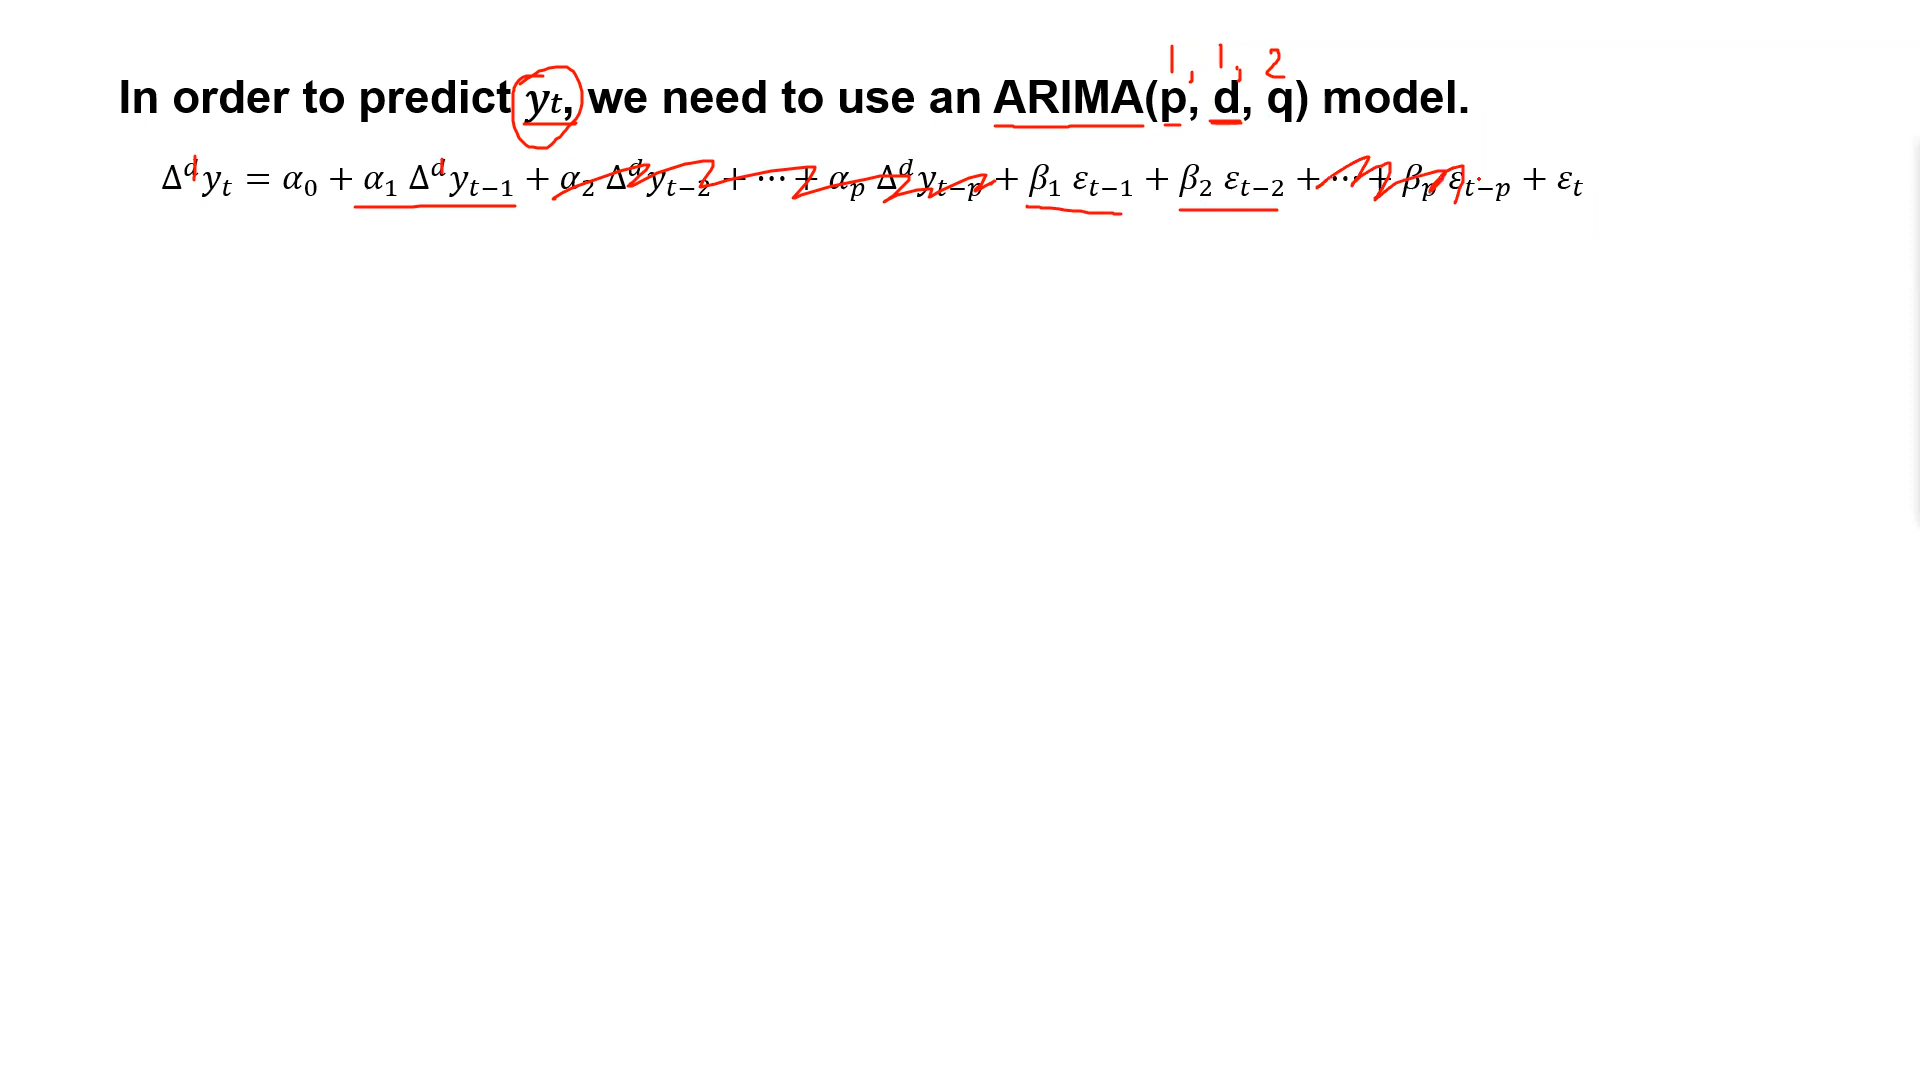 1, 1, 2
In order to predict yₜ, we need to use an ARIMA(p, d, q) model.
Δᵈyₜ = α₀ + α₁ Δᵈyₜ₋₁ + α₂ Δᵈyₜ₋₂ + ⋯ + αₚ Δᵈyₜ₋ₚ + β₁ εₜ₋₁ + β₂ εₜ₋₂ + ⋯ + βₚ εₜ₋ₚ + εₜ